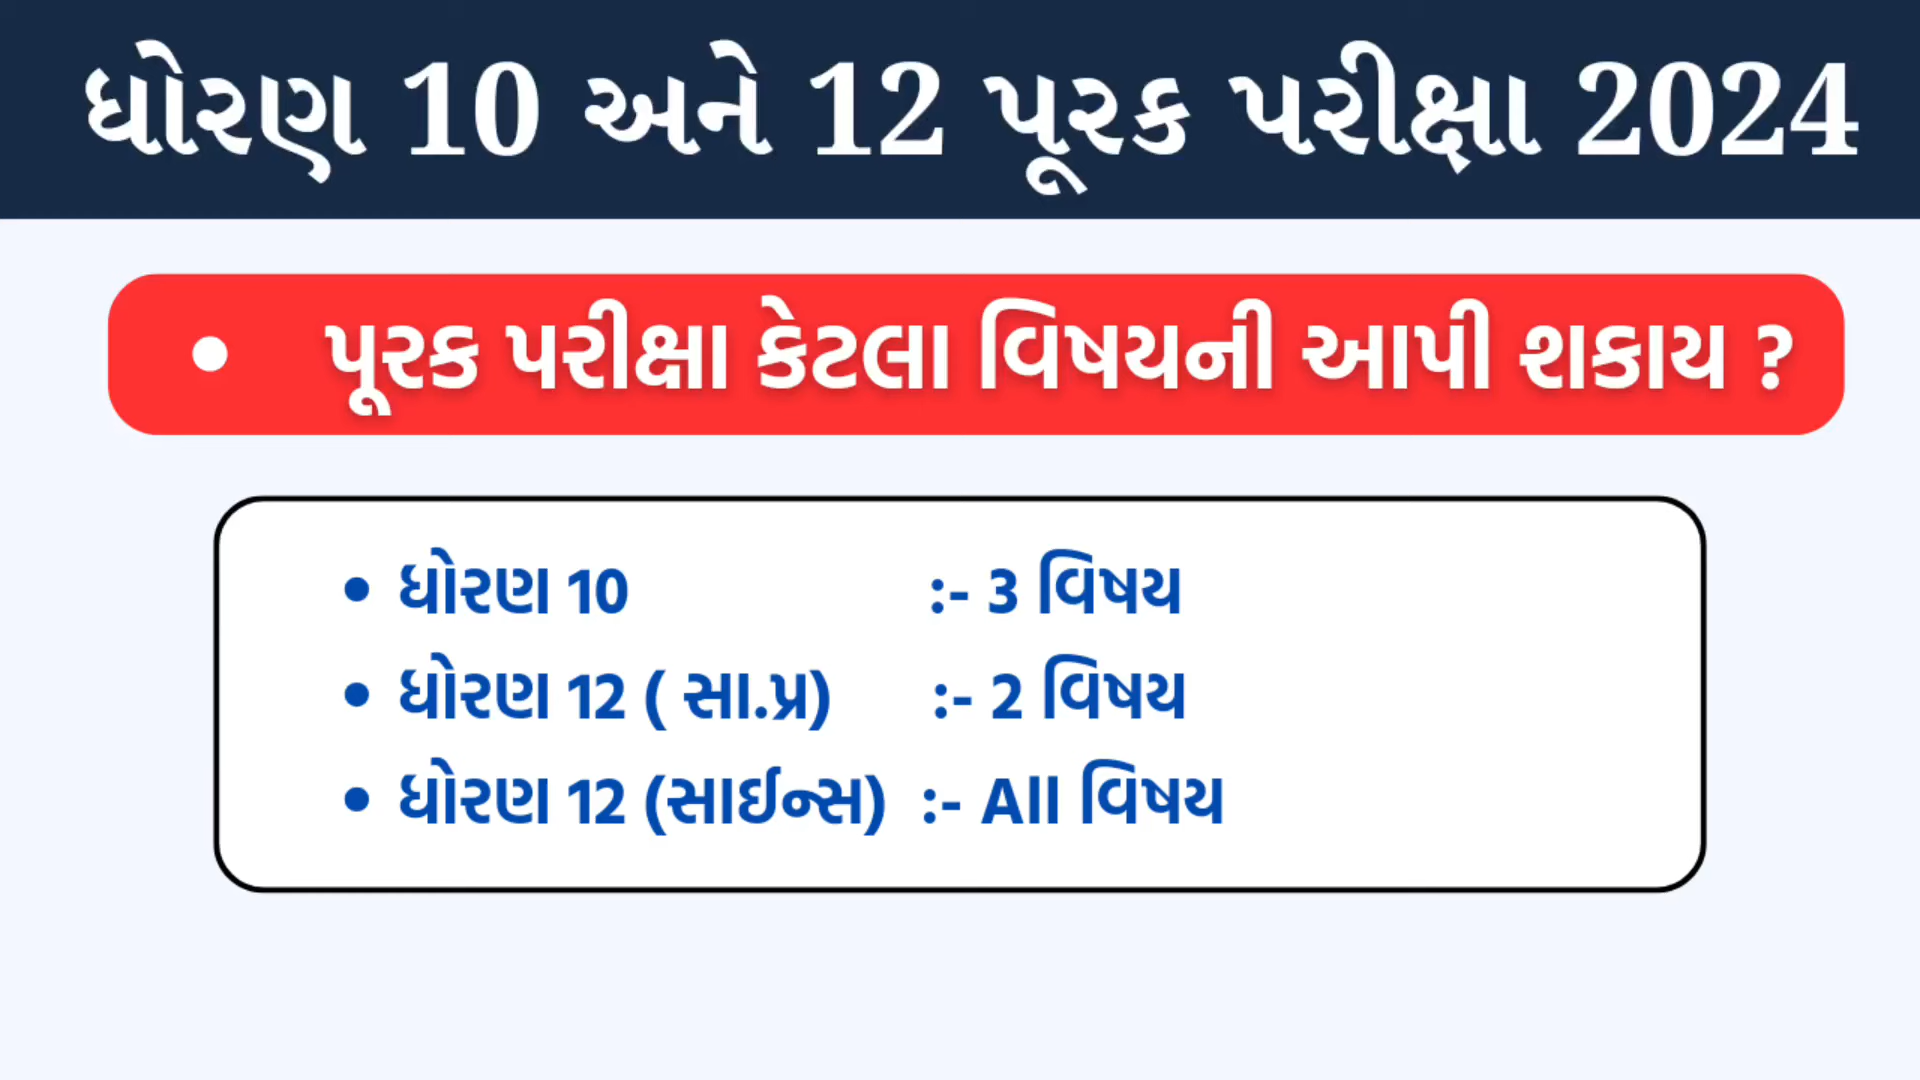 ધોરણ 10 અને 12 પૂરક પરીક્ષા 2024
• પૂરક પરીક્ષા કેટલા વિષયની આપી શકાય ?
• ધોરણ 10 :- 3 વિષય
• ધોરણ 12 ( સા.પ્ર) :- 2 વિષય
• ધોરણ 12 (સાઈન્સ) :- All વિષય